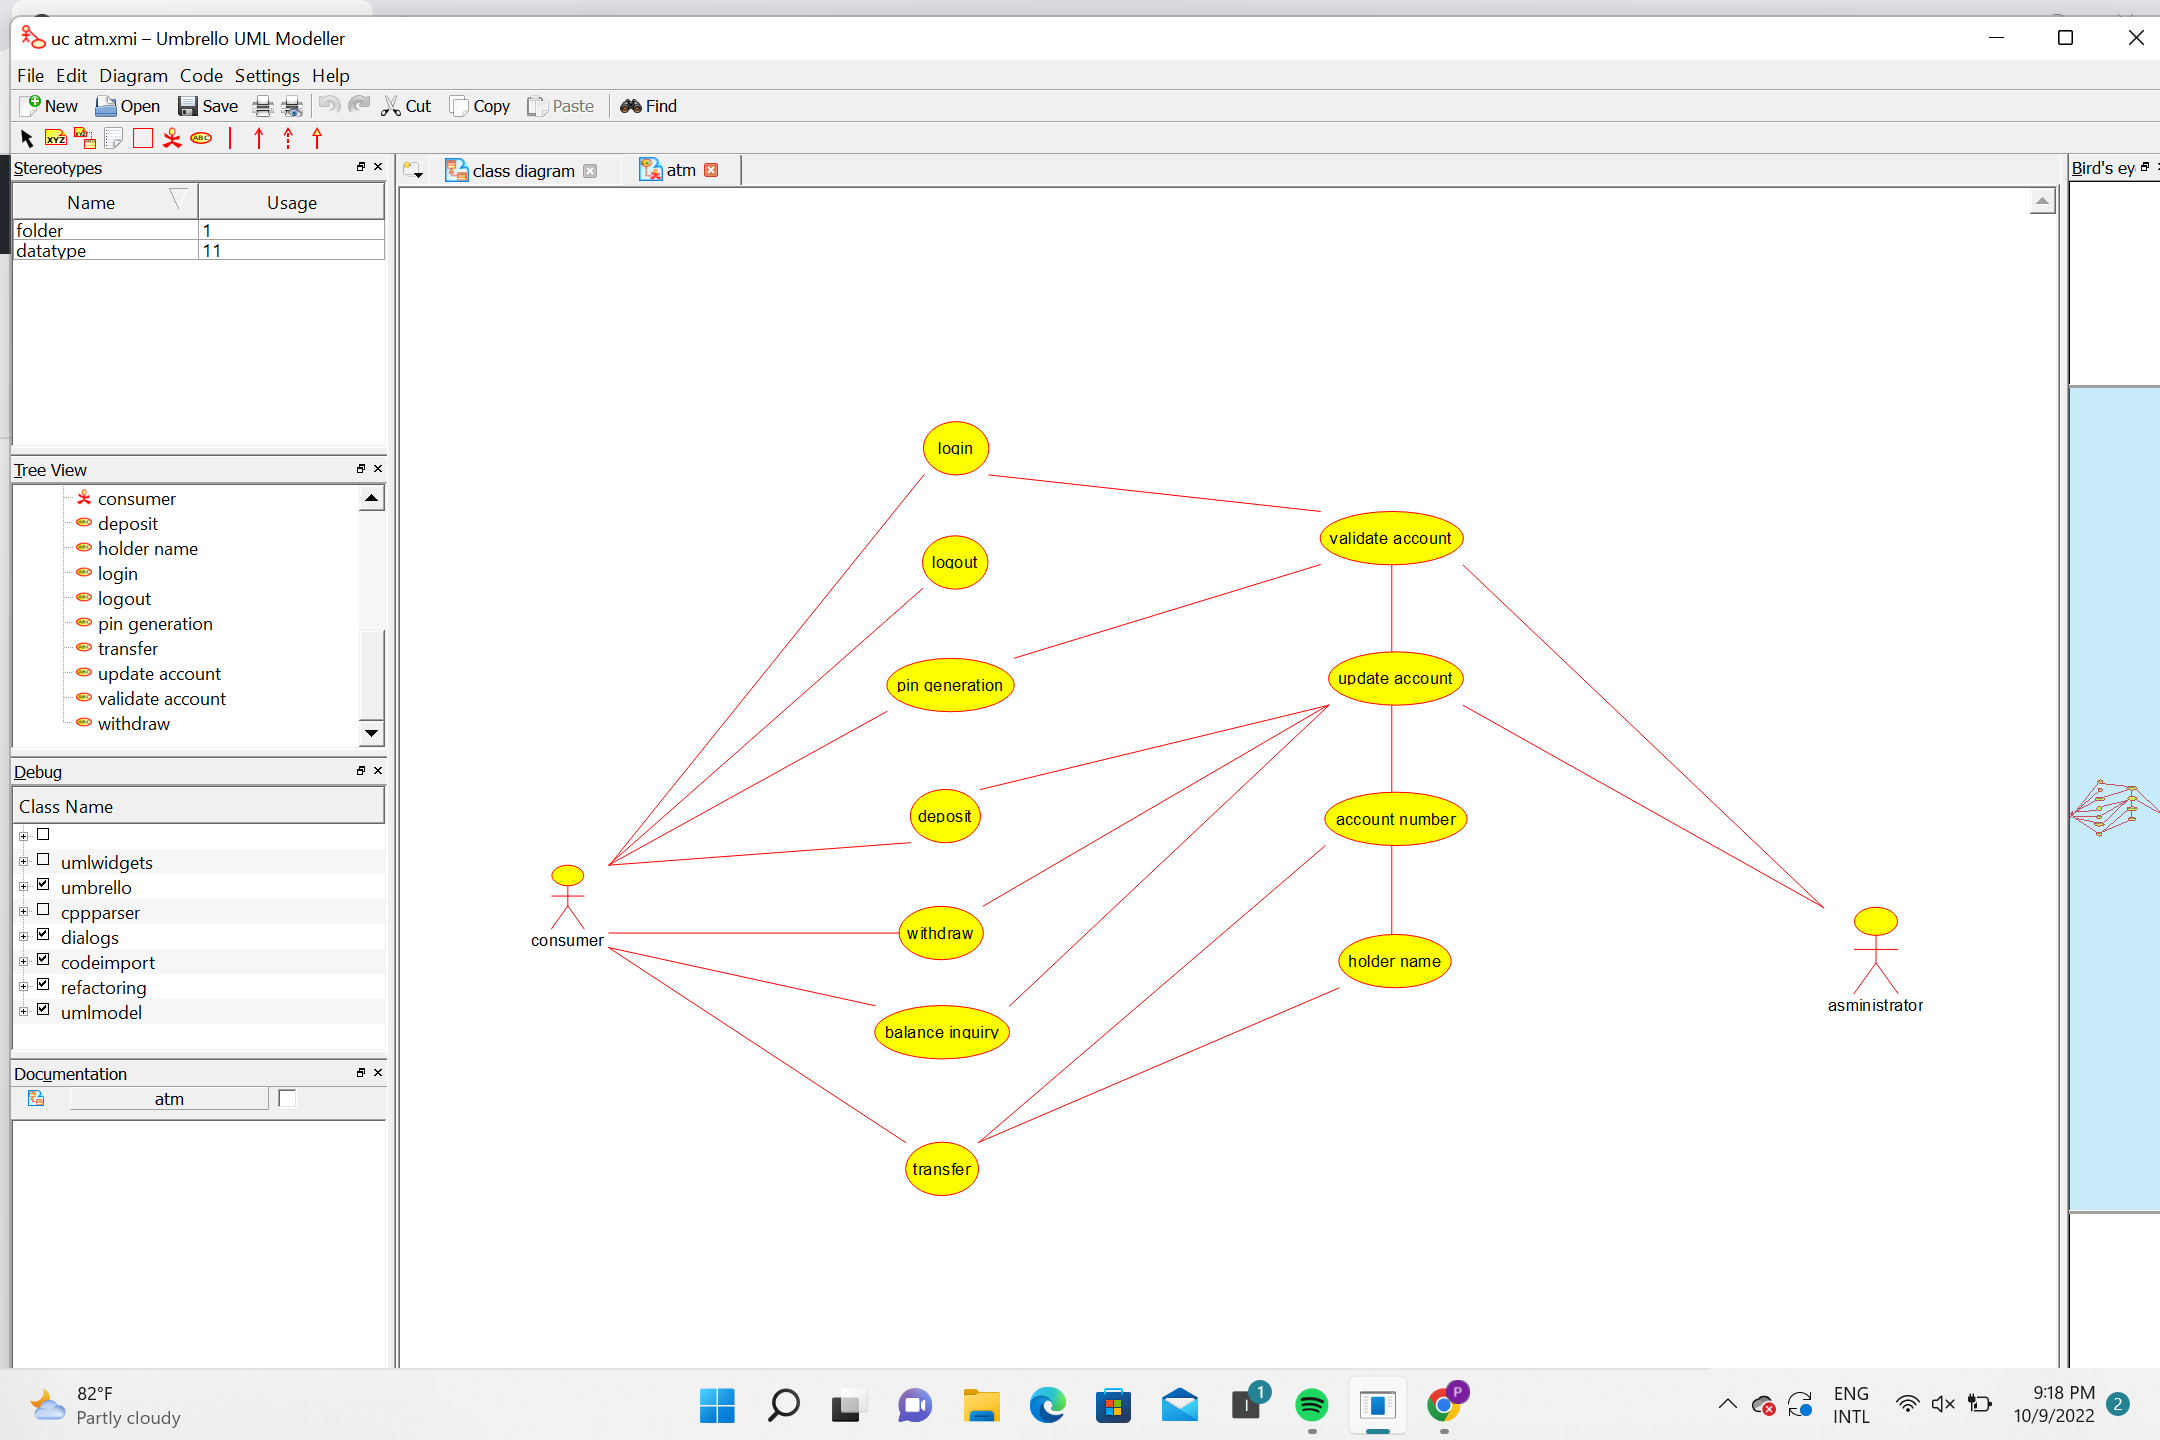 uc atm.xmi – Umbrello UML Modeller
File Edit Diagram Code Settings Help
New Open Save Cut Copy Paste Find
XYZ XYZ ABC
Stereotypes
Name Usage
folder 1
datatype 11
Tree View
consumer
deposit
holder name
login
logout
pin generation
transfer
update account
validate account
withdraw
Debug
Class Name
umlwidgets
umbrello
cppparser
dialogs
codeimport
refactoring
umlmodel
Documentation
atm
class diagram
atm
Bird's ey
login
logout
pin generation
deposit
withdraw
balance inquiry
transfer
validate account
update account
account number
holder name
consumer
asministrator
82°F
Partly cloudy
1
P
ENG
INTL
9:18 PM
10/9/2022
2